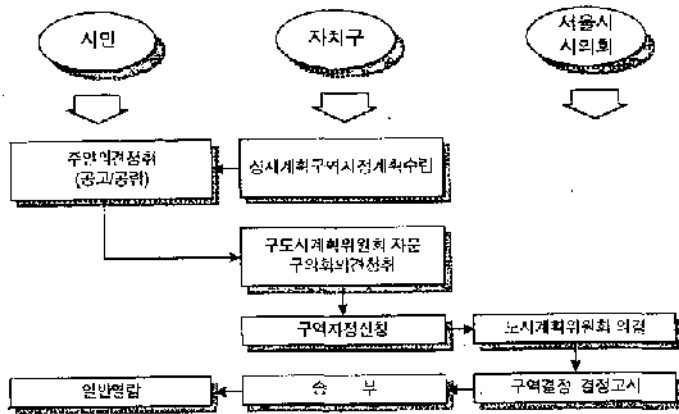 시민
자치구
서울시
시의회
주민의견청취
(공고/공람)
상세계획구역지정계획수립
구도시계획위원회 자문
구의회의견청취
구역지정신청
도시계획위원회 의결
일반열람
송 부
구역결정 결정고시